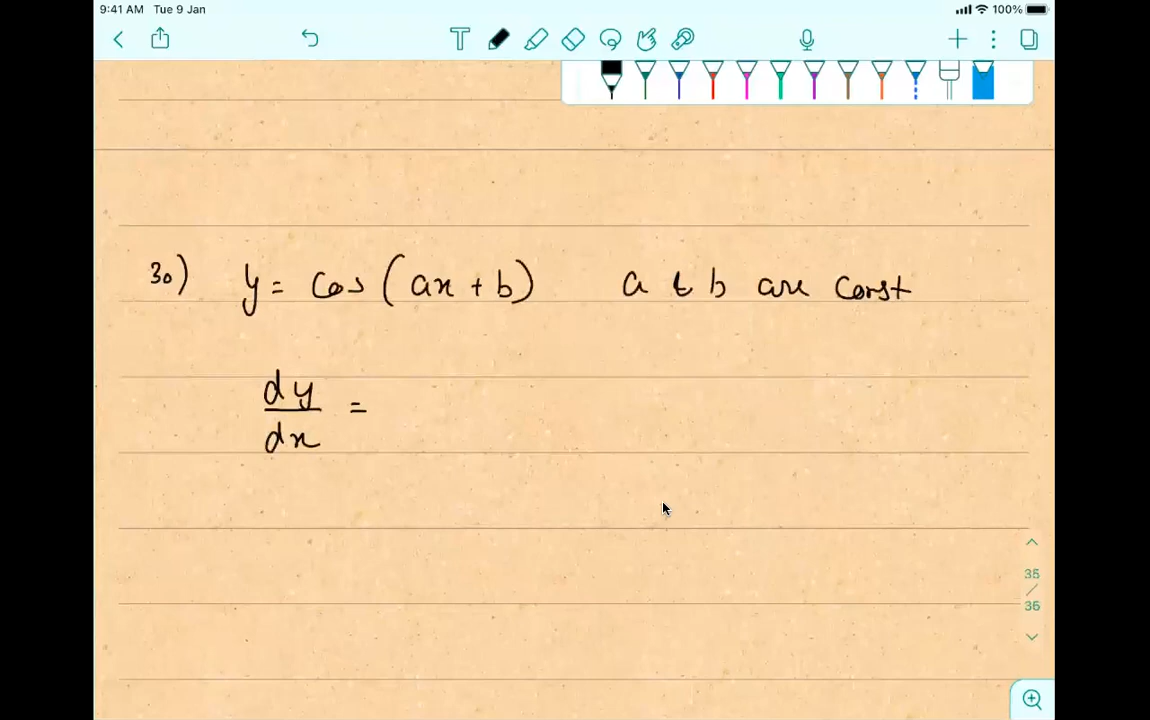 9:41 AM Tue 9 Jan
100%
T
30) y = cos (ax + b) a & b are const
dy
dx =
35
/
36